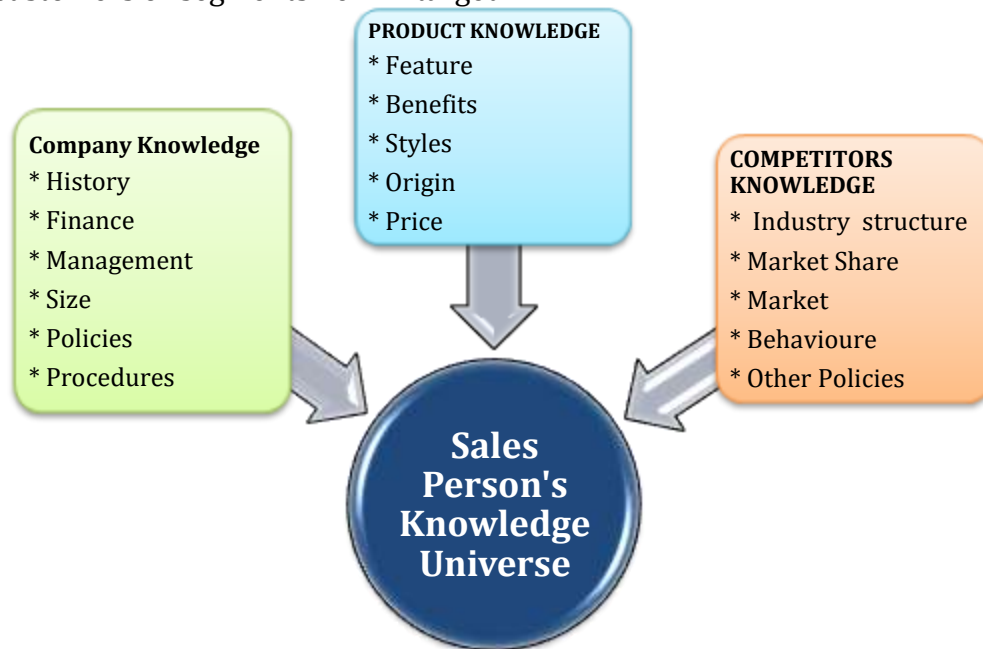 PRODUCT KNOWLEDGE
* Feature
* Benefits
* Styles
* Origin
* Price
Company Knowledge
* History
* Finance
* Management
* Size
* Policies
* Procedures
COMPETITORS
KNOWLEDGE
* Industry structure
* Market Share
* Market
* Behavioure
* Other Policies
Sales
Person's
Knowledge
Universe